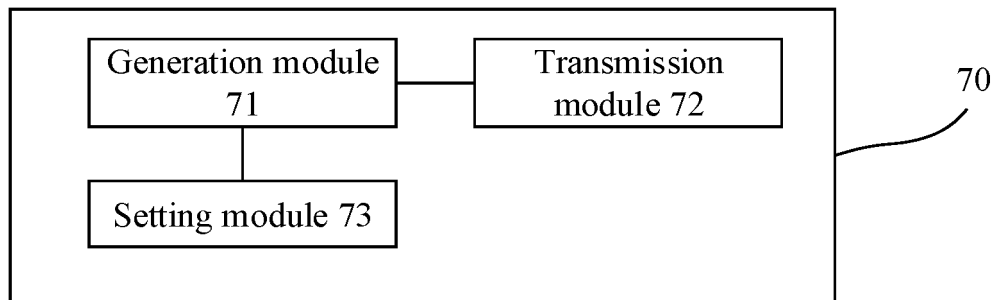 Generation module
71
Transmission
module 72
70
Setting module 73